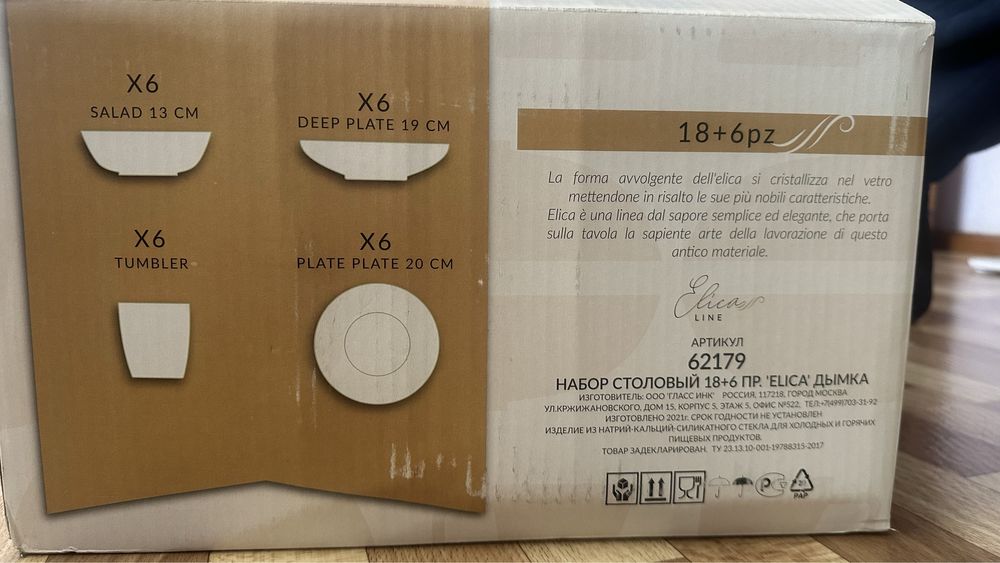 X6
SALAD 13 CM
X6
DEEP PLATE 19 CM
X6
TUMBLER
X6
PLATE PLATE 20 CM
18+6pz
La forma avvolgente dell'elica si cristallizza nel vetro
mettendone in risalto le sue più nobili caratteristiche.
Elica è una linea dal sapore semplice ed elegante, che porta
sulla tavola la sapiente arte della lavorazione di questo
antico materiale.
Elica
LINE
АРТИКУЛ
62179
НАБОР СТОЛОВЫЙ 18+6 ПР. 'ELICA' ДЫМКА
ИЗГОТОВИТЕЛЬ: ООО 'ГЛАСС ИНК' РОССИЯ, 117218, ГОРОД МОСКВА
УЛ.КРЖИЖАНОВСКОГО, ДОМ 15, КОРПУС 5, ЭТАЖ 5, ОФИС №522, ТЕЛ:+7(499)703-31-92
ИЗГОТОВЛЕНО 2021г. СРОК ГОДНОСТИ НЕ УСТАНОВЛЕН
ИЗДЕЛИЕ ИЗ НАТРИЙ-КАЛЬЦИЙ-СИЛИКАТНОГО СТЕКЛА ДЛЯ ХОЛОДНЫХ И ГОРЯЧИХ
ПИЩЕВЫХ ПРОДУКТОВ.
ТОВАР ЗАДЕКЛАРИРОВАН. ТУ 23.13.10-001-19788315-2017
PAP